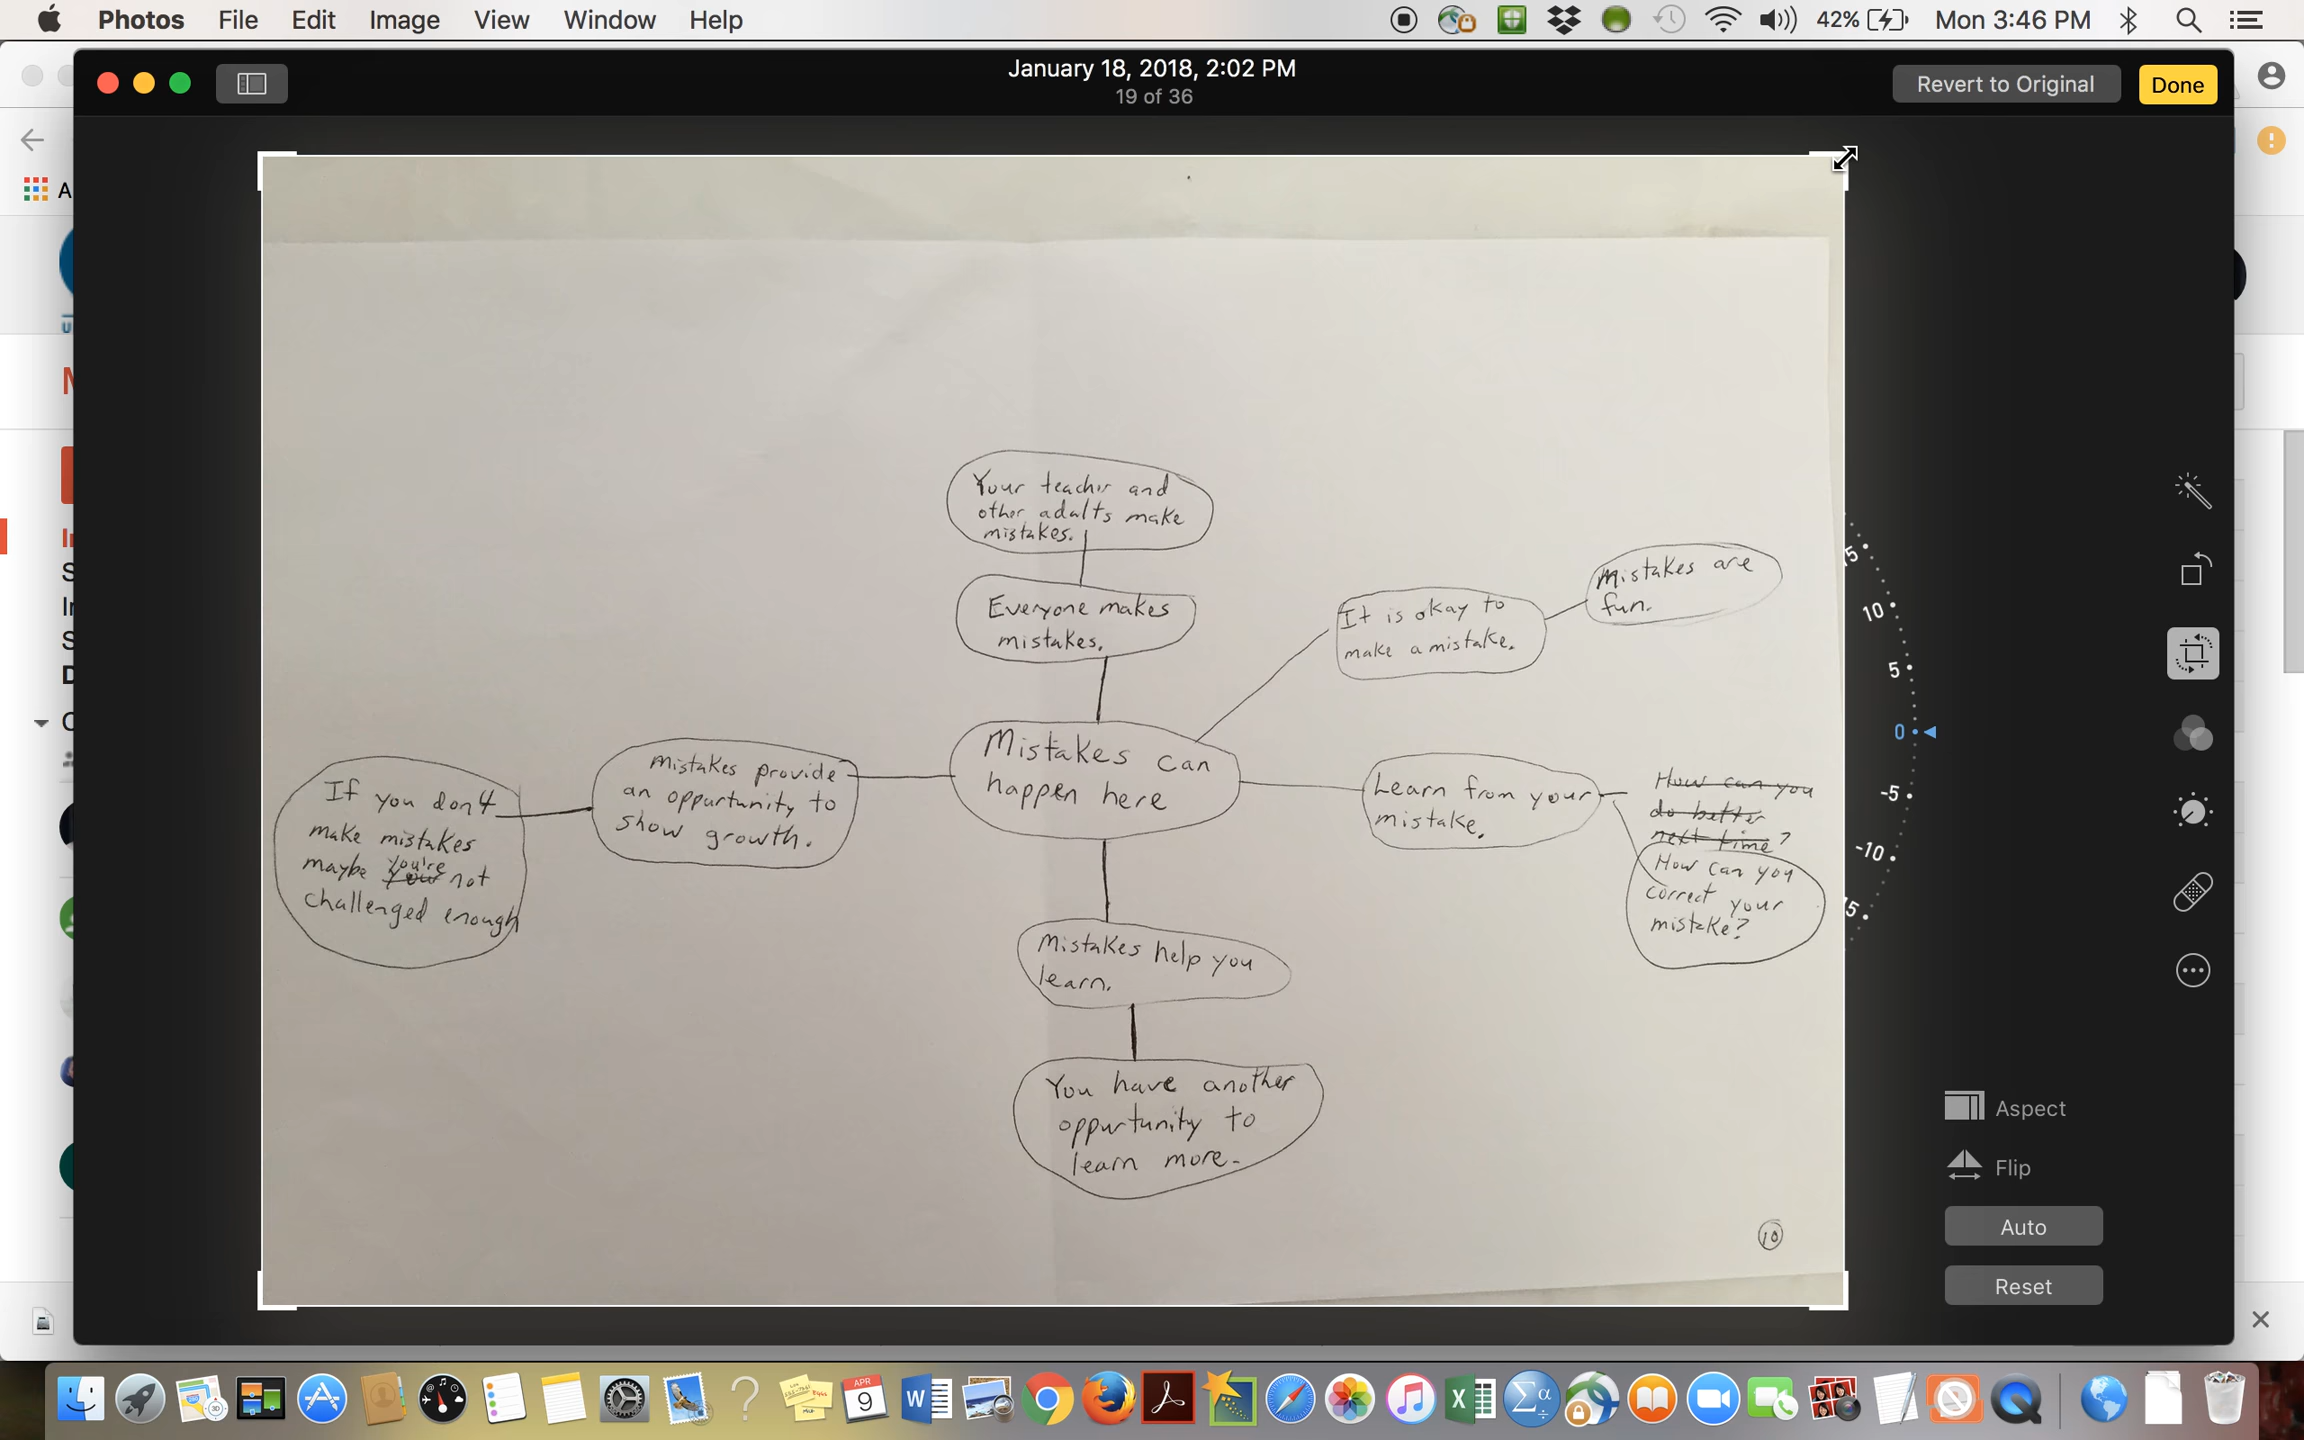 Photos File Edit Image View Window Help
42% Mon 3:46 PM
January 18, 2018, 2:02 PM
19 of 36
Revert to Original
Done
A
Your teacher and
other adults make
mistakes.
Everyone makes
mistakes.
It is okay to
make a mistake.
Mistakes are
fun.
Mistakes can
happen here
mistakes provide
an oppurtunity to
show growth.
If you don't
make mistakes
maybe you're not
you
challenged enough
Learn from your
mistake.
How can you
do better
next time?
How can you
correct your
mistake?
Mistakes help you
learn.
You have another
oppurtunity to
learn more.
10
5
10
5
0
-5
-10
5
Aspect
Flip
Auto
Reset
APR
9